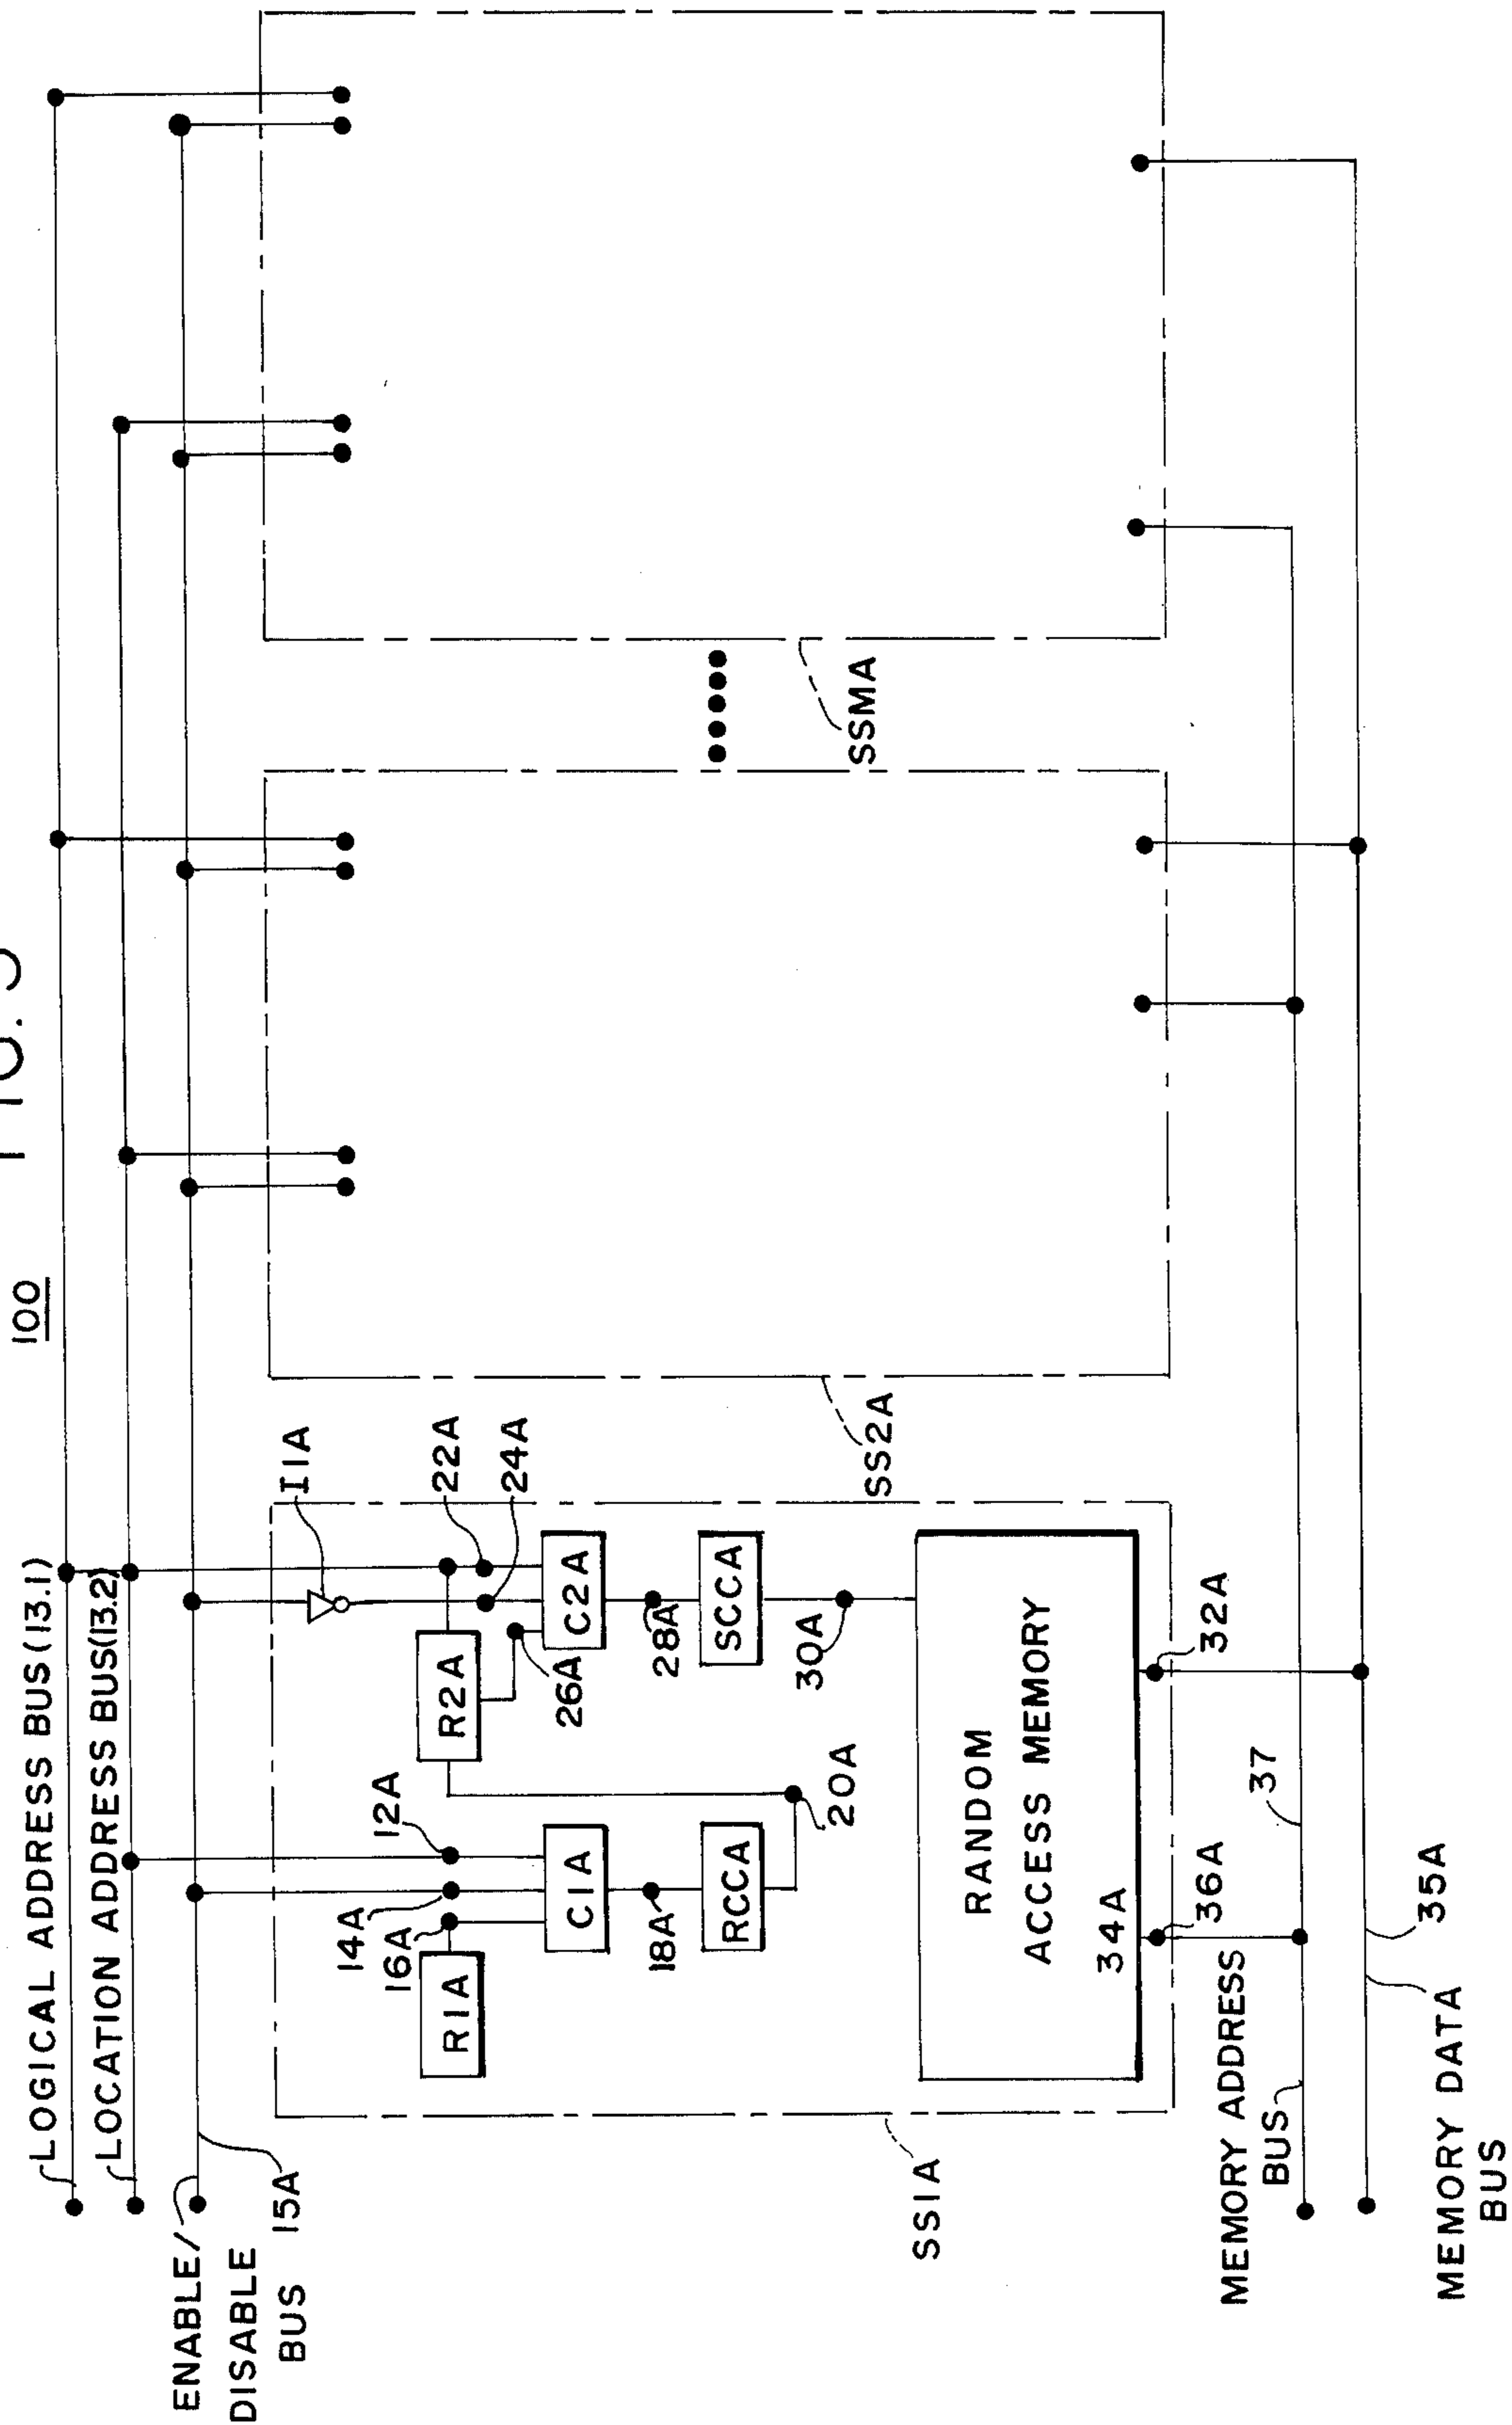 100
LOGICAL ADDRESS BUS (13.1)
LOCATION ADDRESS BUS(13.2)
ENABLE/
DISABLE
BUS 15A
I1A
12A
14A
16A
22A
24A
R1A
R2A
26A
C1A
C2A
18A
28A
RCCA
SCCA
20A
30A
RANDOM
ACCESS MEMORY
34A
SS1A
SS2A
SSMA
36A
32A
MEMORY ADDRESS
BUS
37
35A
MEMORY DATA
BUS